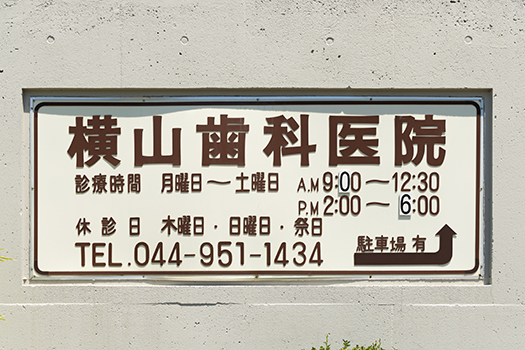 横山歯科医院
診療時間 月曜日〜土曜日 A.M 9:00〜12:30
P.M 2:00〜 6:00
休診日 木曜日・日曜日・祭日
TEL.044-951-1434
駐車場 有